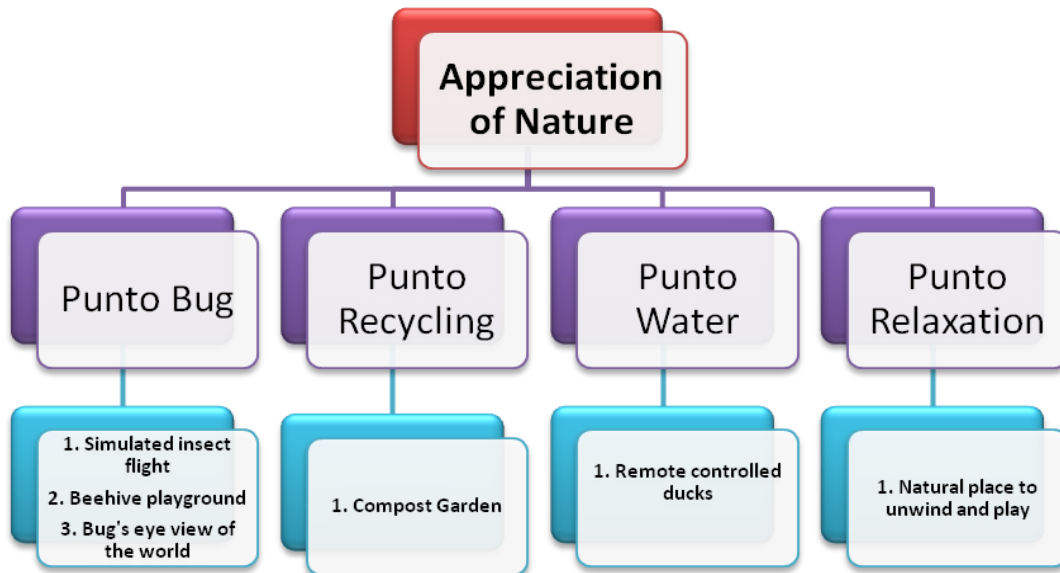 Appreciation
of Nature
Punto Bug
Punto
Recycling
Punto
Water
Punto
Relaxation
1. Simulated insect
flight
2. Beehive playground
3. Bug's eye view of
the world
1. Compost Garden
1. Remote controlled
ducks
1. Natural place to
unwind and play